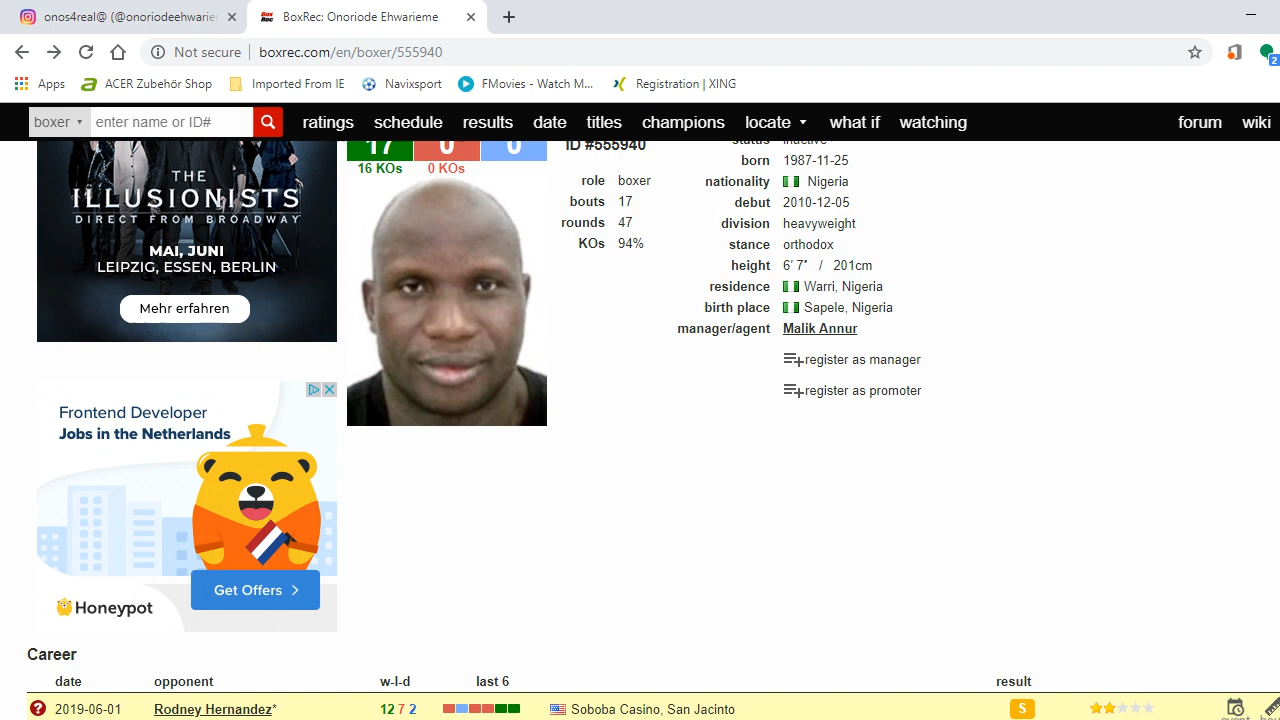 onos4real@ (@onoriodeehwarie
BoxRec: Onoriode Ehwarieme
Not secure
boxrec.com/en/boxer/555940
Apps
ACER Zubehör Shop
Imported From IE
Navixsport
FMovies - Watch M...
Registration | XING
2
boxer
enter name or ID#
ratings
schedule
results
date
titles
champions
locate
what if
watching
forum
wiki
17 0 0
16 KOs 0 KOs
ID #555940
role boxer
bouts 17
rounds 47
KOs 94%
status inactive
born 1987-11-25
nationality Nigeria
debut 2010-12-05
division heavyweight
stance orthodox
height 6′ 7″ / 201cm
residence Warri, Nigeria
birth place Sapele, Nigeria
manager/agent Malik Annur
register as manager
register as promoter
THE
ILLUSIONISTS
DIRECT FROM BROADWAY
MAI, JUNI
LEIPZIG, ESSEN, BERLIN
Mehr erfahren
Frontend Developer
Jobs in the Netherlands
Get Offers
Honeypot
Career
date opponent w-l-d last 6 result
2019-06-01 Rodney Hernandez* 12 7 2 Soboba Casino, San Jacinto S